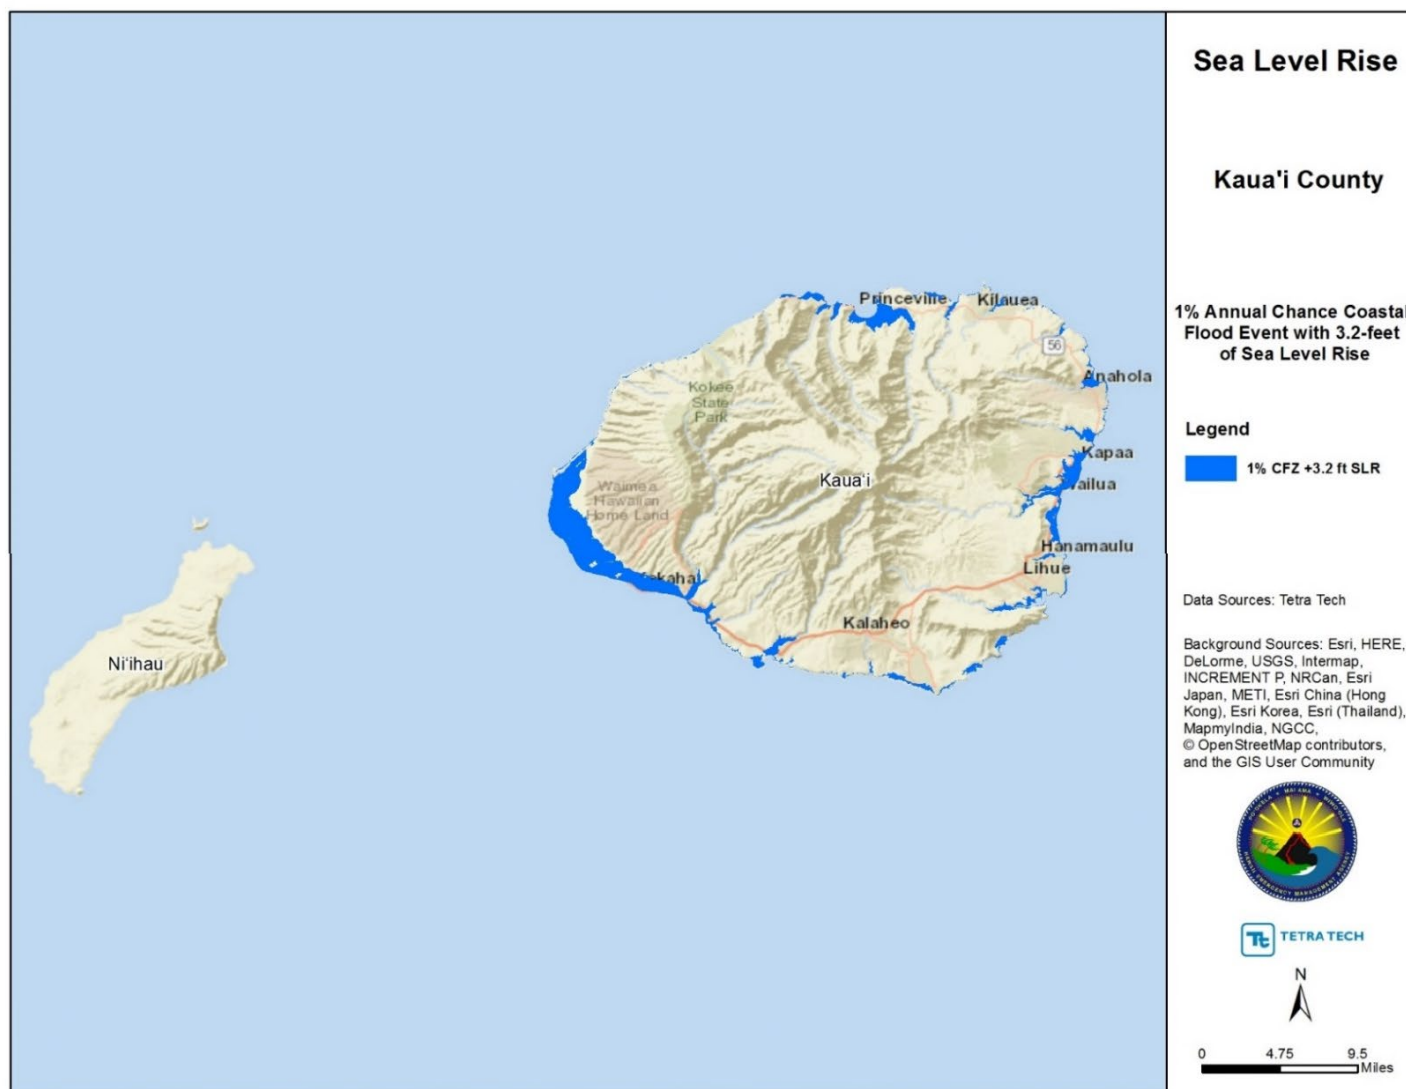 Sea Level Rise
Kaua'i County
1% Annual Chance Coastal
Flood Event with 3.2-feet
of Sea Level Rise
Legend
1% CFZ +3.2 ft SLR
Data Sources: Tetra Tech
Background Sources: Esri, HERE,
DeLorme, USGS, Intermap,
INCREMENT P, NRCan, Esri
Japan, METI, Esri China (Hong
Kong), Esri Korea, Esri (Thailand),
MapmyIndia, NGCC,
© OpenStreetMap contributors,
and the GIS User Community
TETRA TECH
N
0 4.75 9.5
Miles
Princeville
Kilauea
56
Anahola
Kokee
State
Park
Kapaa
Kaua'i
ailua
Waimea
Hawaiian
Home Land
Hanamaulu
Lihue
ekaha
Kalaheo
Ni'ihau